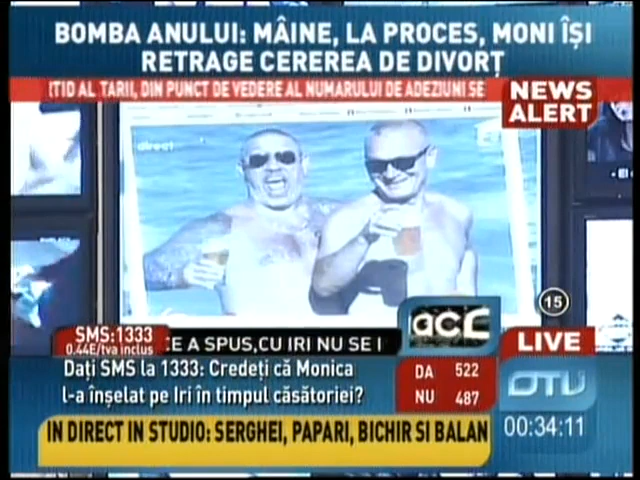 BOMBA ANULUI: MÂINE, LA PROCES, MONI ÎȘI
RETRAGE CEREREA DE DIVORȚ
TID AL TARII, DIN PUNCT DE VEDERE AL NUMARULUI DE ADEZIUNI SE
NEWS
ALERT
direct
15
acc
SMS:1333
0.44E/tva inclus
CE A SPUS,CU IRI NU SE
LIVE
Dați SMS la 1333: Credeți că Monica
l-a înșelat pe Iri în timpul căsătoriei?
DA 522
NU 487
OTV
00:34:11
IN DIRECT IN STUDIO: SERGHEI, PAPARI, BICHIR SI BALAN